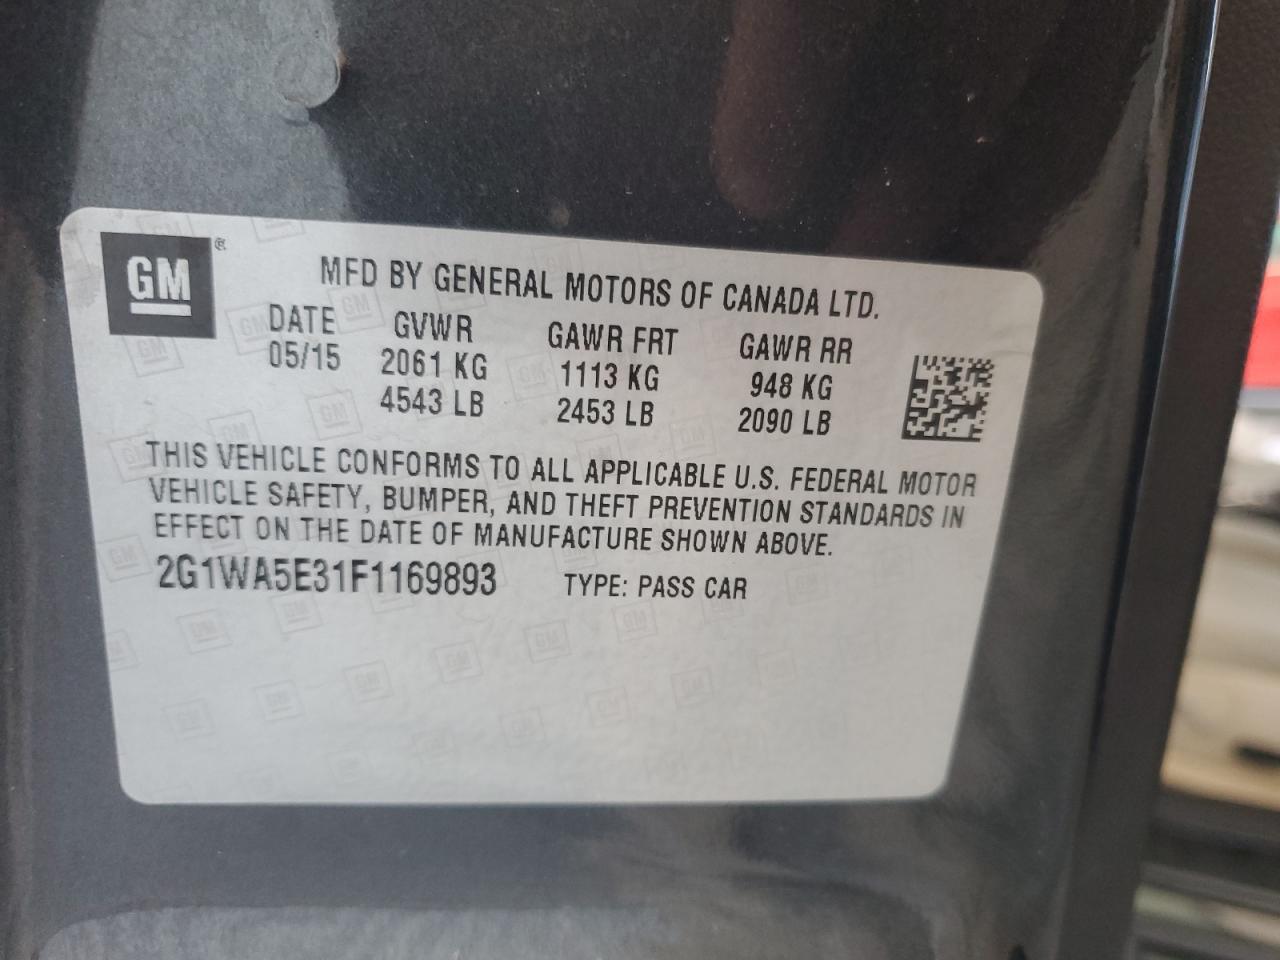 GM®
MFD BY GENERAL MOTORS OF CANADA LTD.
DATE GVWR GAWR FRT GAWR RR
05/15 2061 KG 1113 KG 948 KG
4543 LB 2453 LB 2090 LB
THIS VEHICLE CONFORMS TO ALL APPLICABLE U.S. FEDERAL MOTOR
VEHICLE SAFETY, BUMPER, AND THEFT PREVENTION STANDARDS IN
EFFECT ON THE DATE OF MANUFACTURE SHOWN ABOVE.
2G1WA5E31F1169893 TYPE: PASS CAR